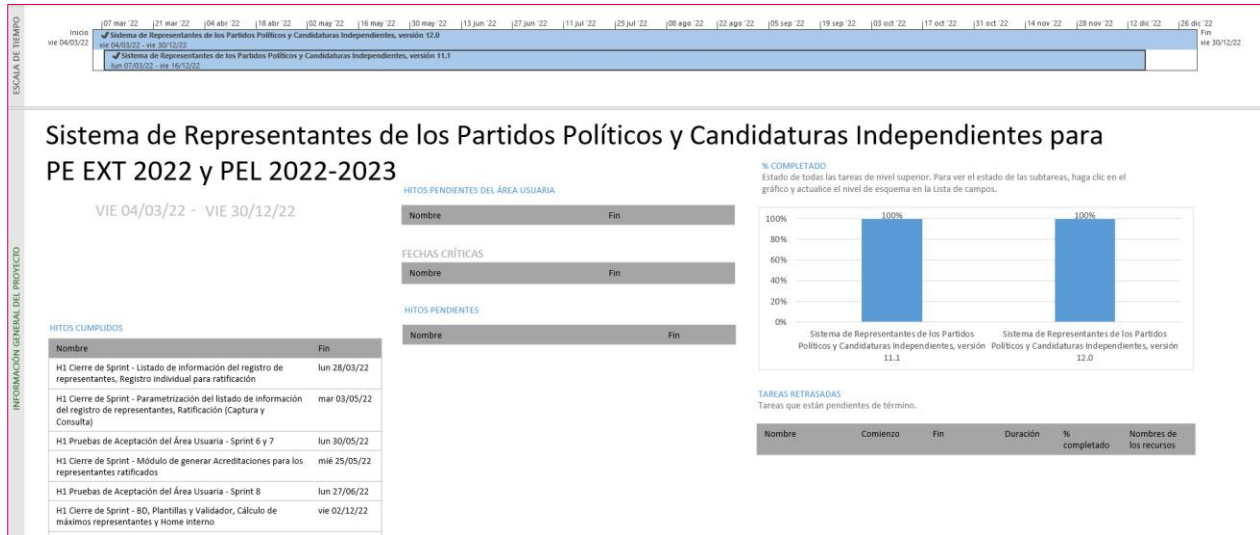 ESCALA DE TIEMPO
Inicio
vie 04/03/22
|07 mar '22 |21 mar '22 |04 abr '22 |18 abr '22 |02 may '22 |16 may '22 |30 may '22 |13 jun '22 |27 jun '22 |11 jul '22 |25 jul '22 |08 ago '22 |22 ago '22 |05 sep '22 |19 sep '22 |03 oct '22 |17 oct '22 |31 oct '22 |14 nov '22 |28 nov '22 |12 dic '22 |26 dic '22
✔Sistema de Representantes de los Partidos Políticos y Candidaturas Independientes, versión 12.0
vie 04/03/22 - vie 30/12/22
✔Sistema de Representantes de los Partidos Políticos y Candidaturas Independientes, versión 11.1
lun 07/03/22 - vie 16/12/22
Fin
vie 30/12/22
INFORMACIÓN GENERAL DEL PROYECTO
Sistema de Representantes de los Partidos Políticos y Candidaturas Independientes para
PE EXT 2022 y PEL 2022-2023
VIE 04/03/22 - VIE 30/12/22
HITOS CUMPLIDOS
Nombre Fin
H1 Cierre de Sprint - Listado de información del registro de lun 28/03/22
representantes, Registro individual para ratificación
H1 Cierre de Sprint - Parametrización del listado de información mar 03/05/22
del registro de representantes, Ratificación (Captura y
Consulta)
H1 Pruebas de Aceptación del Área Usuaria - Sprint 6 y 7 lun 30/05/22
H1 Cierre de Sprint - Módulo de generar Acreditaciones para los mié 25/05/22
representantes ratificados
H1 Pruebas de Aceptación del Área Usuaria - Sprint 8 lun 27/06/22
H1 Cierre de Sprint - BD, Plantillas y Validador, Cálculo de vie 02/12/22
máximos representantes y Home interno
HITOS PENDIENTES DEL ÁREA USUARIA
Nombre Fin
FECHAS CRÍTICAS
Nombre Fin
HITOS PENDIENTES
Nombre Fin
% COMPLETADO
Estado de todas las tareas de nivel superior. Para ver el estado de las subtareas, haga clic en el
gráfico y actualice el nivel de esquema en la Lista de campos.
100% 100%
100%
80%
60%
40%
20%
0%
Sistema de Representantes de los Partidos
Políticos y Candidaturas Independientes, versión
11.1
Sistema de Representantes de los Partidos
Políticos y Candidaturas Independientes, versión
12.0
TAREAS RETRASADAS
Tareas que están pendientes de término.
Nombre Comienzo Fin Duración % Nombres de
completado los recursos